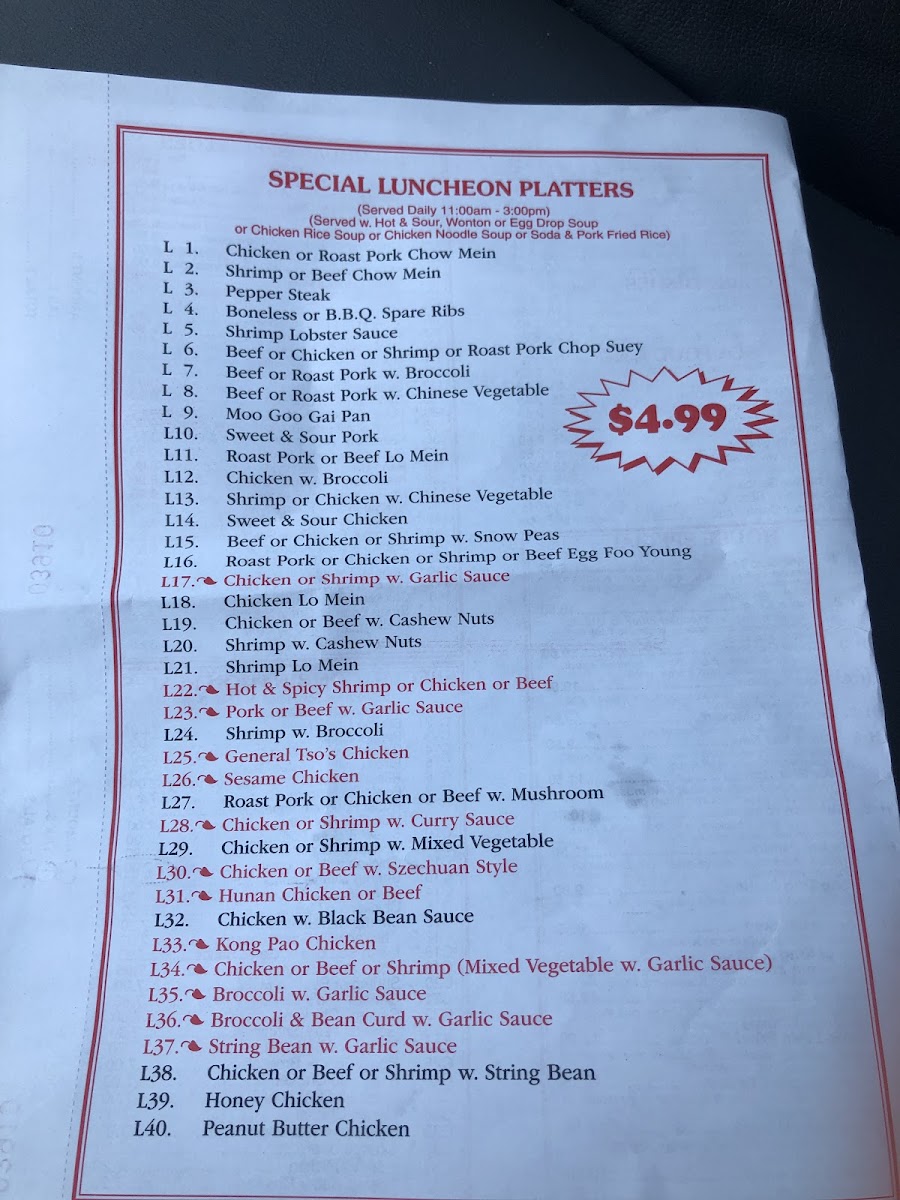 SPECIAL LUNCHEON PLATTERS
(Served Daily 11:00am - 3:00pm)
(Served w. Hot & Sour, Wonton or Egg Drop Soup
or Chicken Rice Soup or Chicken Noodle Soup or Soda & Pork Fried Rice)
L 1. Chicken or Roast Pork Chow Mein
L 2. Shrimp or Beef Chow Mein
L 3. Pepper Steak
L 4. Boneless or B.B.Q. Spare Ribs
L 5. Shrimp Lobster Sauce
L 6. Beef or Chicken or Shrimp or Roast Pork Chop Suey
L 7. Beef or Roast Pork w. Broccoli
L 8. Beef or Roast Pork w. Chinese Vegetable
L 9. Moo Goo Gai Pan
$4.99
L10. Sweet & Sour Pork
L11. Roast Pork or Beef Lo Mein
L12. Chicken w. Broccoli
L13. Shrimp or Chicken w. Chinese Vegetable
L14. Sweet & Sour Chicken
L15. Beef or Chicken or Shrimp w. Snow Peas
L16. Roast Pork or Chicken or Shrimp or Beef Egg Foo Young
L17. Chicken or Shrimp w. Garlic Sauce
L18. Chicken Lo Mein
L19. Chicken or Beef w. Cashew Nuts
L20. Shrimp w. Cashew Nuts
L21. Shrimp Lo Mein
L22. Hot & Spicy Shrimp or Chicken or Beef
L23. Pork or Beef w. Garlic Sauce
L24. Shrimp w. Broccoli
L25. General Tso's Chicken
L26. Sesame Chicken
L27. Roast Pork or Chicken or Beef w. Mushroom
L28. Chicken or Shrimp w. Curry Sauce
L29. Chicken or Shrimp w. Mixed Vegetable
L30. Chicken or Beef w. Szechuan Style
L31. Hunan Chicken or Beef
L32. Chicken w. Black Bean Sauce
L33. Kong Pao Chicken
L34. Chicken or Beef or Shrimp (Mixed Vegetable w. Garlic Sauce)
L35. Broccoli w. Garlic Sauce
L36. Broccoli & Bean Curd w. Garlic Sauce
L37. String Bean w. Garlic Sauce
L38. Chicken or Beef or Shrimp w. String Bean
L39. Honey Chicken
L40. Peanut Butter Chicken